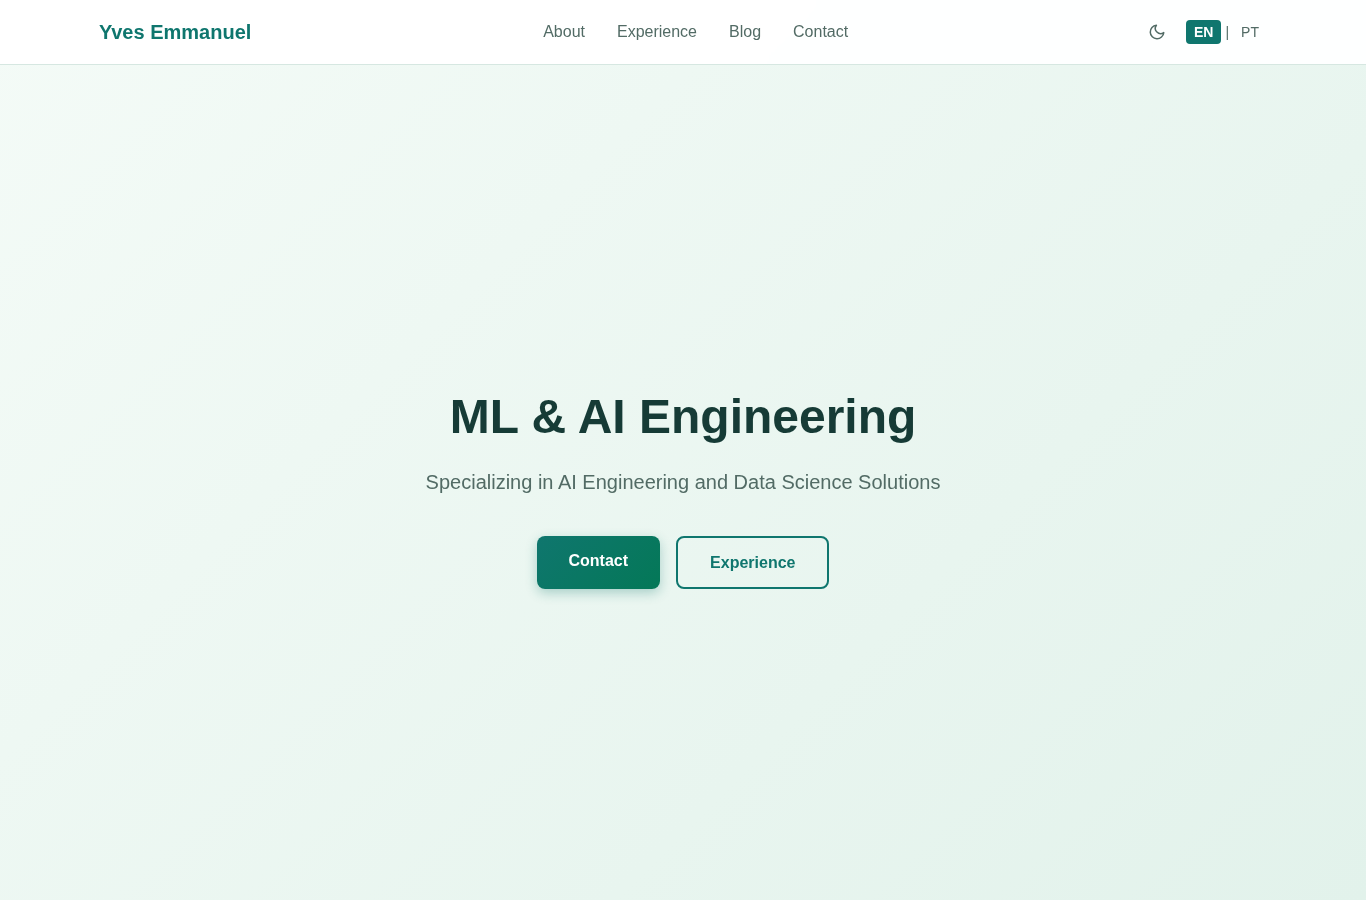 Yves Emmanuel About Experience Blog Contact EN | PT
ML & AI Engineering
Specializing in AI Engineering and Data Science Solutions
Contact Experience